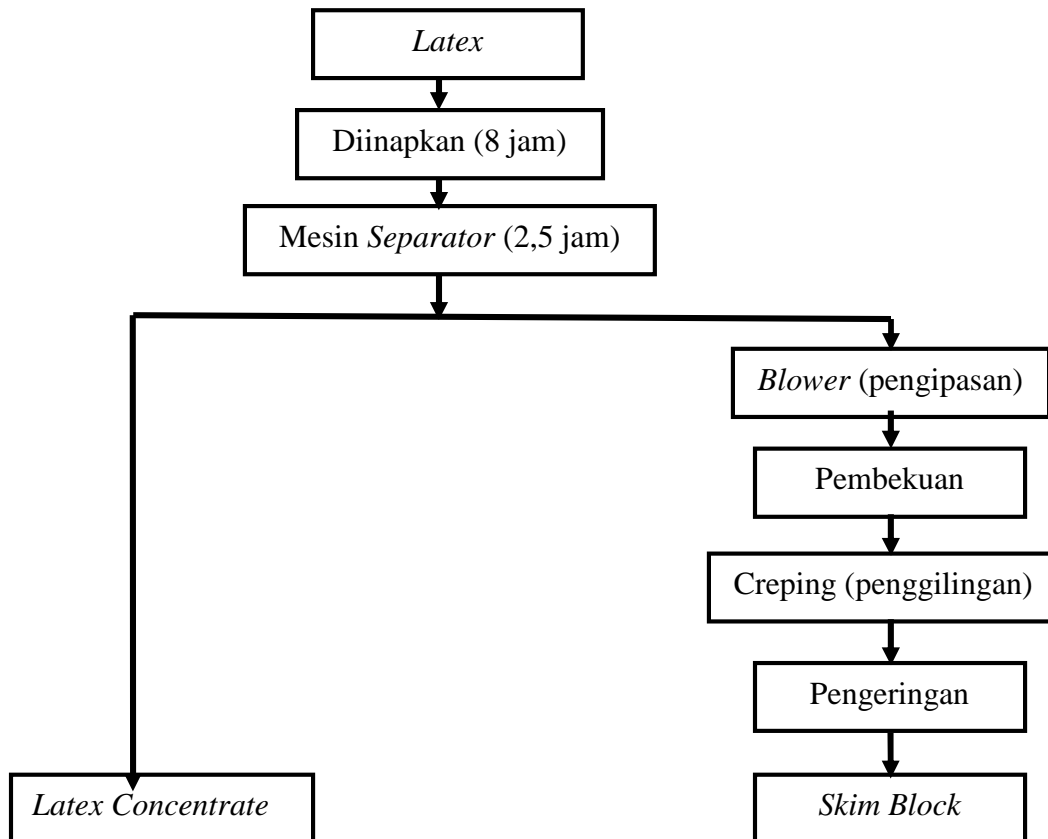 Latex
Diinapkan (8 jam)
Mesin Separator (2,5 jam)
Blower (pengipasan)
Pembekuan
Creping (penggilingan)
Pengeringan
Latex Concentrate
Skim Block